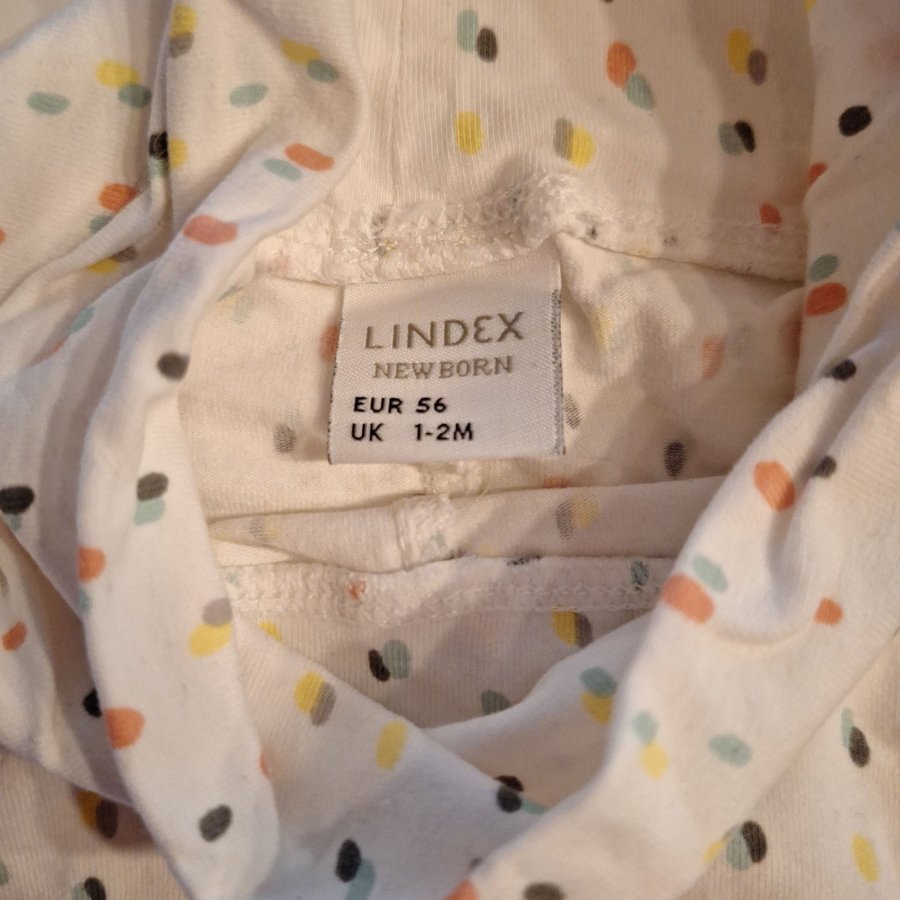 LINDEX
NEWBORN
EUR 56
UK 1-2M